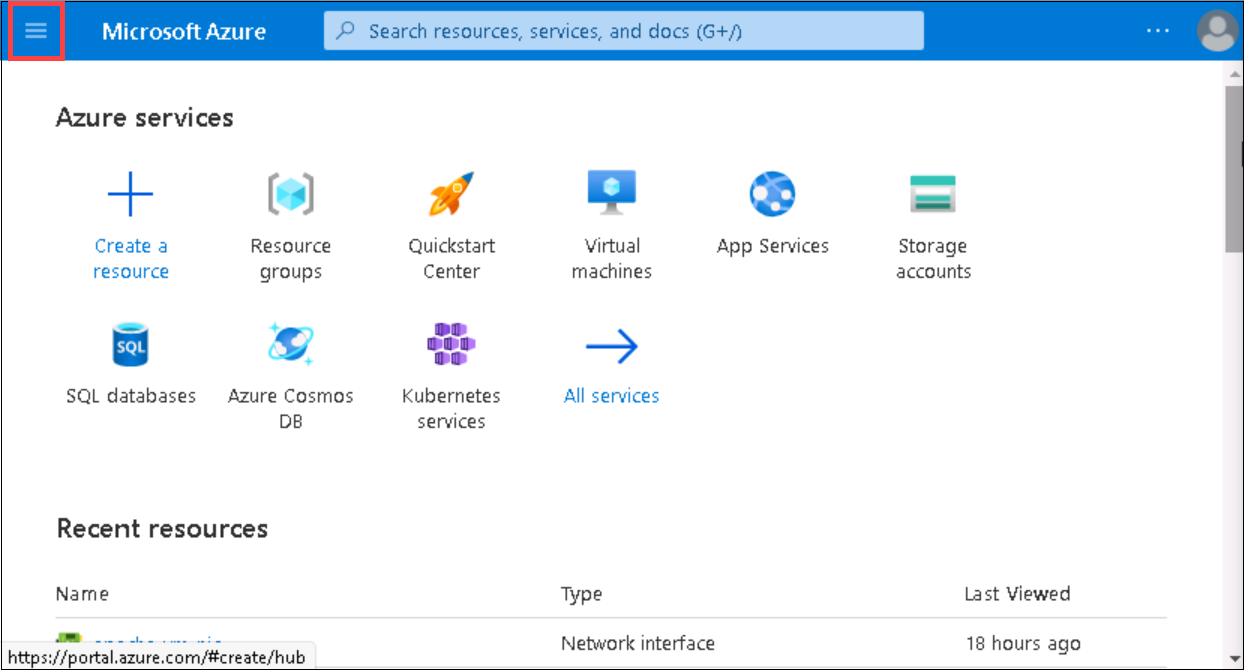 Microsoft Azure
Search resources, services, and docs (G+/)
Azure services
Create a
resource
Resource
groups
Quickstart
Center
Virtual
machines
App Services
Storage
accounts
SQL
SQL databases
Azure Cosmos
DB
Kubernetes
services
All services
Recent resources
Name Type Last Viewed
Network interface 18 hours ago
https://portal.azure.com/#create/hub